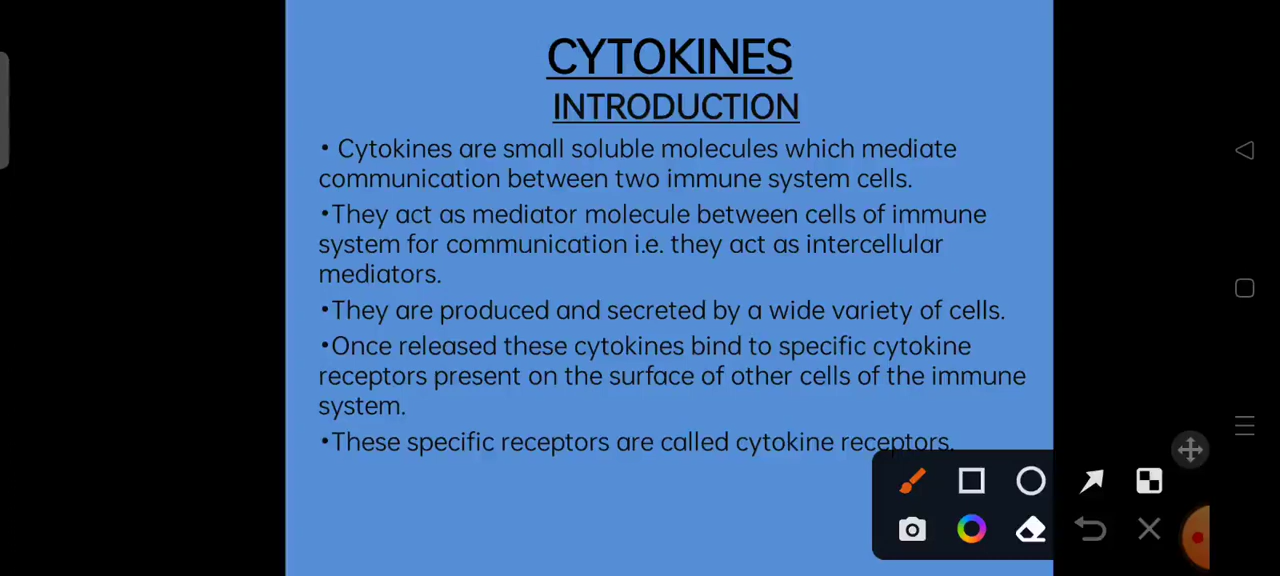 CYTOKINES
INTRODUCTION
• Cytokines are small soluble molecules which mediate
communication between two immune system cells.
•They act as mediator molecule between cells of immune
system for communication i.e. they act as intercellular
mediators.
•They are produced and secreted by a wide variety of cells.
•Once released these cytokines bind to specific cytokine
receptors present on the surface of other cells of the immune
system.
•These specific receptors are called cytokine receptors.